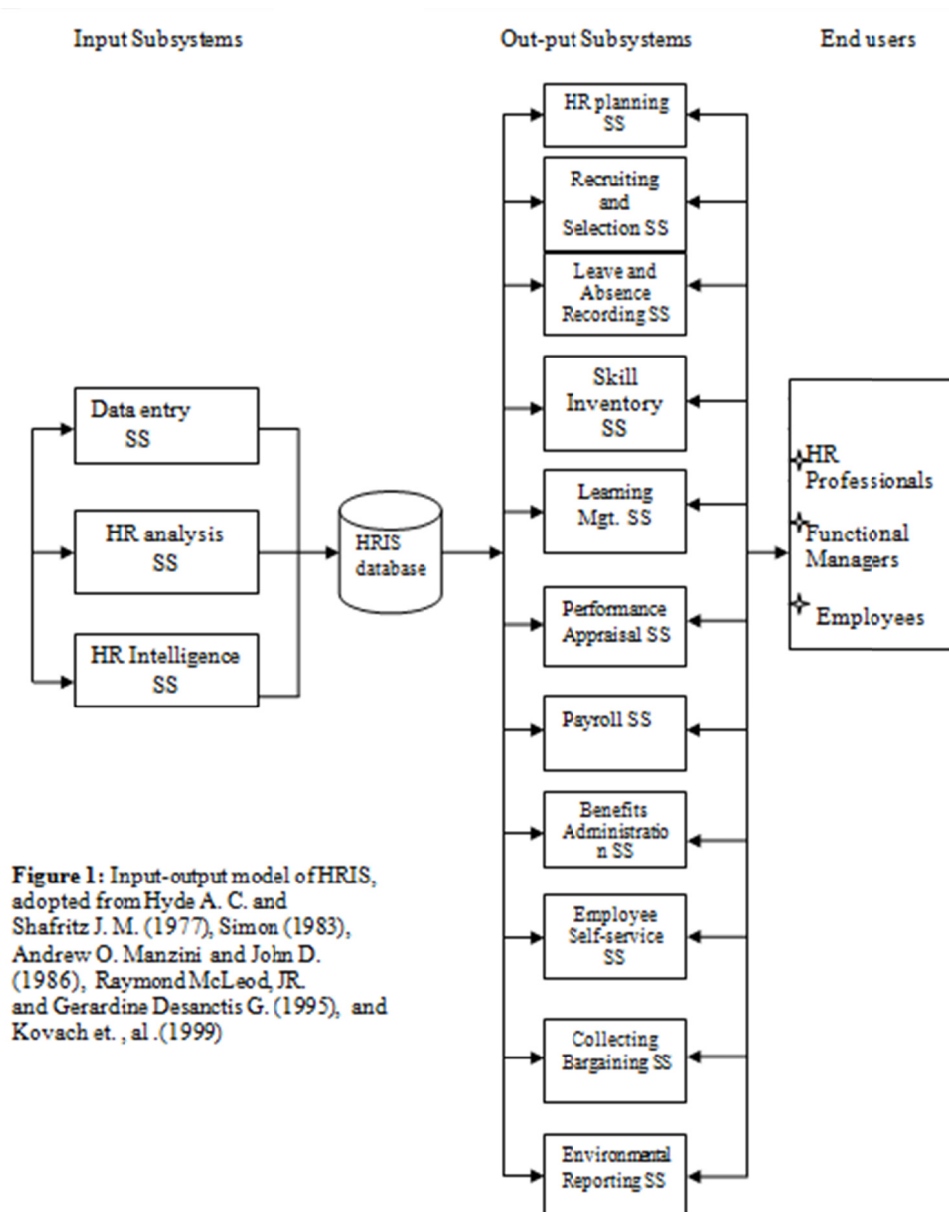 Input Subsystems
Out-put Subsystems
End users
HR planning
SS
Recruiting
and
Selection SS
Leave and
Absence
Recording SS
Skill
Inventory
SS
Learning
Mgt. SS
Performance
Appraisal SS
Payroll SS
Benefits
Administratio
n SS
Employee
Self-service
SS
Collecting
Bargaining SS
Environmental
Reporting SS
Data entry
SS
HR analysis
SS
HR Intelligence
SS
HRIS
database
HR
Professionals
Functional
Managers
Employees
Figure 1: Input-output model of HRIS,
adopted from Hyde A. C. and
Shafritz J. M. (1977), Simon (1983),
Andrew O. Manzini and John D.
(1986), Raymond McLeod, JR.
and Gerardine Desanctis G. (1995), and
Kovach et. , al .(1999)